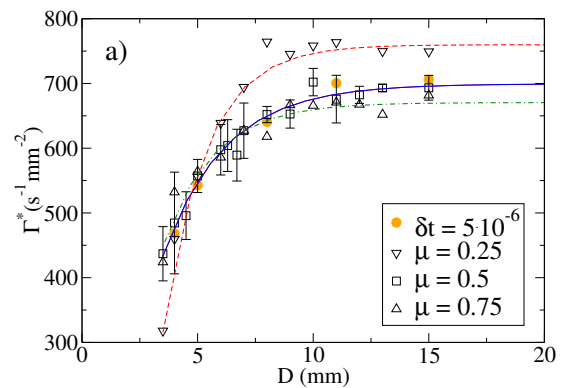 800
a)
700
600
500
400
300
Γ* (s⁻¹ mm⁻²)
δt = 5·10⁻⁶
μ = 0.25
μ = 0.5
μ = 0.75
0 5 10 15 20
D (mm)